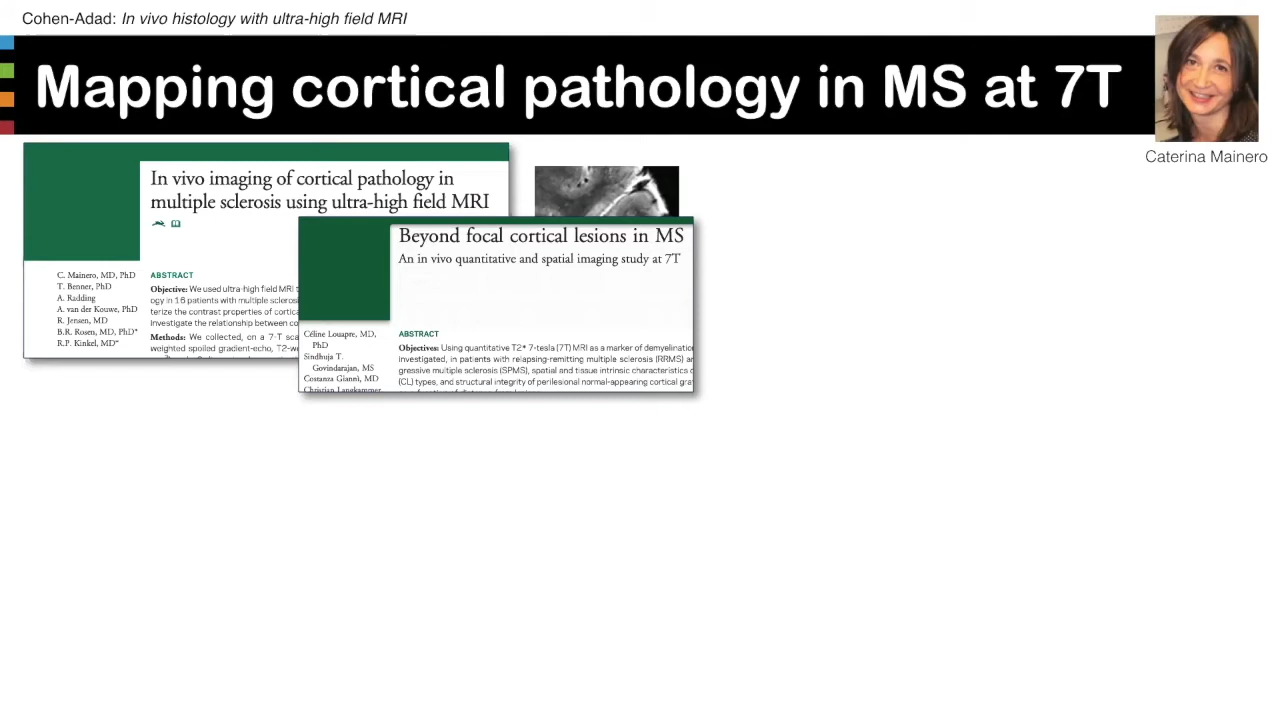 Cohen-Adad: In vivo histology with ultra-high field MRI
Mapping cortical pathology in MS at 7T
Caterina Mainero
In vivo imaging of cortical pathology in
multiple sclerosis using ultra-high field MRI
C. Mainero, MD, PhD
T. Benner, PhD
A. Radding
A. van der Kouwe, PhD
R. Jensen, MD
B.R. Rosen, MD, PhD*
R.P. Kinkel, MD*
ABSTRACT
Objective: We used ultra-high field MRI
ogy in 16 patients with multiple
terize the contrast properties of
Investigate the relationship between
Methods: We collected, on a 7-T
weighted spoiled gradient-echo,
Beyond focal cortical lesions in MS
An in vivo quantitative and spatial imaging study at 7T
Céline Louapre, MD,
PhD
Sindhuja T.
Govindarajan, MS
Costanza Giannì, MD
Christian Langkammer
ABSTRACT
Objectives: Using quantitative T2* 7-tesla (7T) MRI as a marker of
Investigated, in patients with relapsing-remitting multiple sclerosis (RRMS)
gressive multiple sclerosis (SPMS), spatial and tissue intrinsic characteristics
(CL) types, and structural integrity of perilesional normal-appearing cortical